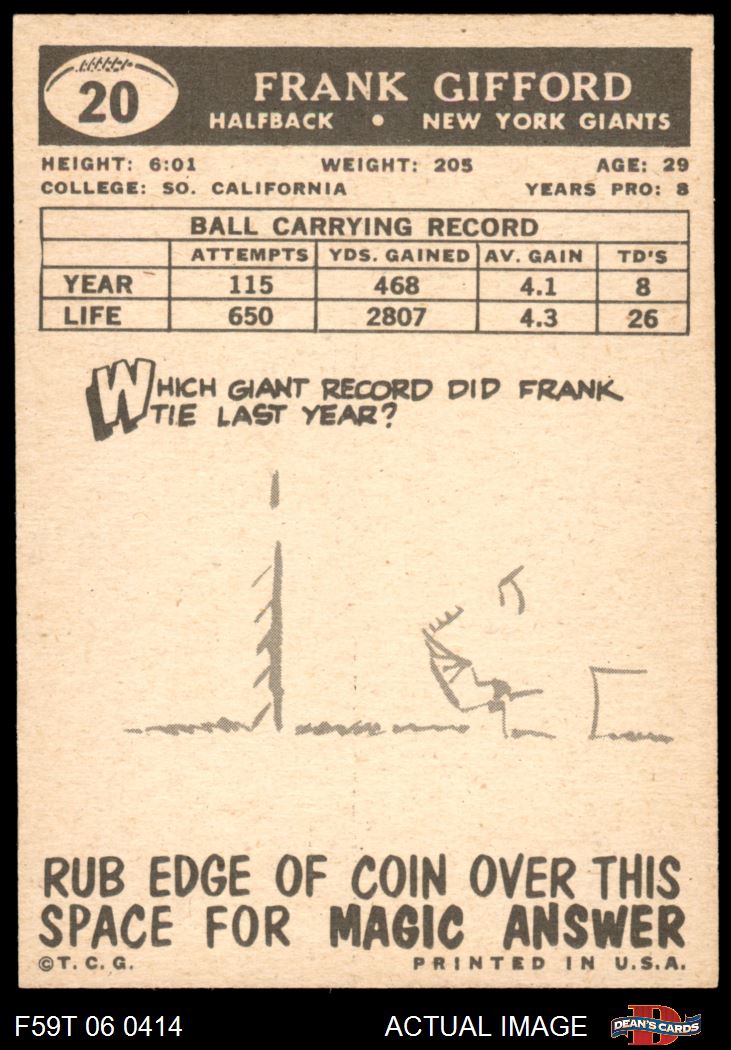 20
FRANK GIFFORD
HALFBACK • NEW YORK GIANTS
HEIGHT: 6:01 WEIGHT: 205 AGE: 29
COLLEGE: SO. CALIFORNIA YEARS PRO: 8
BALL CARRYING RECORD
ATTEMPTS YDS. GAINED AV. GAIN TD'S
YEAR 115 468 4.1 8
LIFE 650 2807 4.3 26
WHICH GIANT RECORD DID FRANK
TIE LAST YEAR?
RUB EDGE OF COIN OVER THIS
SPACE FOR MAGIC ANSWER
©T.C.G. PRINTED IN U.S.A.
F59T 06 0414 ACTUAL IMAGE D DEAN'S CARDS